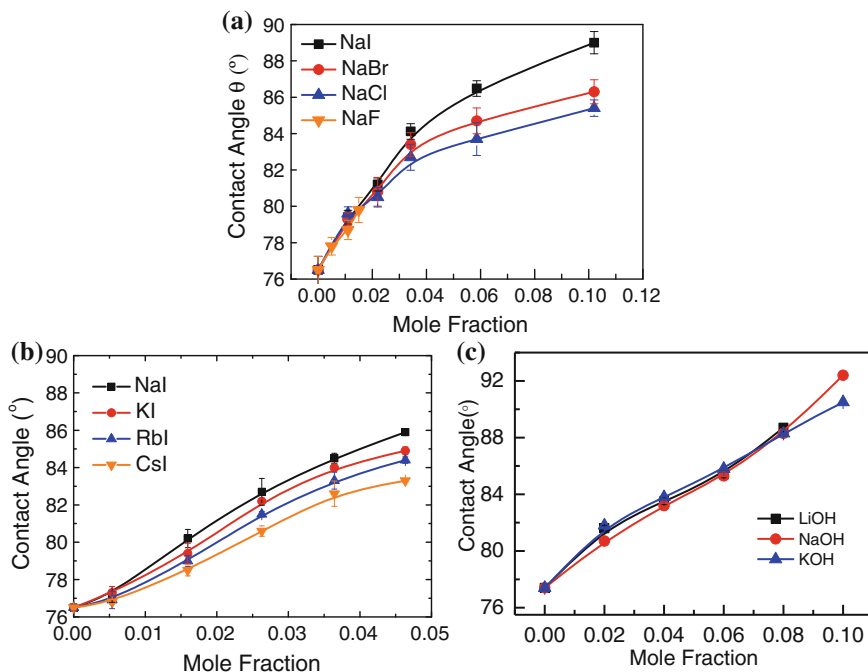 (a)
90
88
86
84
82
80
78
76
Contact Angle θ (°)
NaI
NaBr
NaCl
NaF
0.00 0.02 0.04 0.06 0.08 0.10 0.12
Mole Fraction
(b)
90
88
86
84
82
80
78
76
Contact Angle (°)
NaI
KI
RbI
CsI
0.00 0.01 0.02 0.03 0.04 0.05
Mole Fraction
(c)
92
88
84
80
76
Contact Angle(°)
LiOH
NaOH
KOH
0.00 0.02 0.04 0.06 0.08 0.10
Mole Fraction